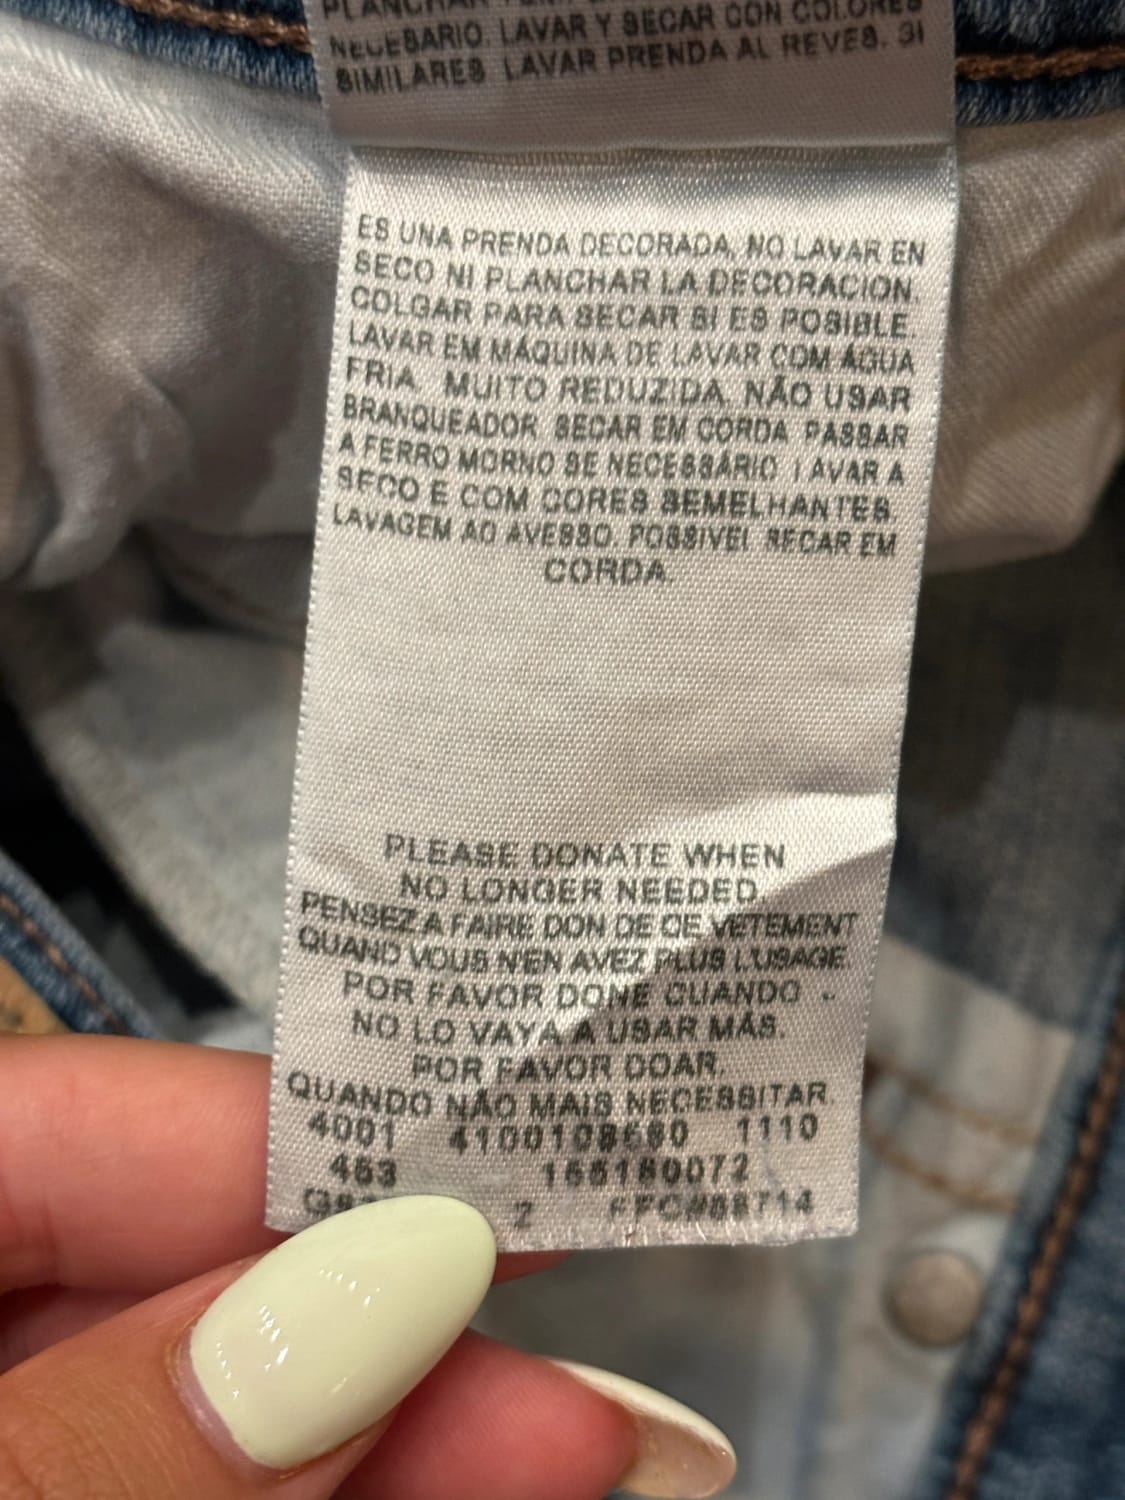 NECESARIO. LAVAR Y SECAR CON COLORES
SIMILARES. LAVAR PRENDA AL REVES. SI
ES UNA PRENDA DECORADA, NO LAVAR EN
SECO NI PLANCHAR LA DECORACION.
COLGAR PARA SECAR SI ES POSIBLE.
LAVAR EM MÁQUINA DE LAVAR COM ÁGUA
FRIA. MUITO REDUZIDA. NÃO USAR
BRANQUEADOR. SECAR EM CORDA. PASSAR
A FERRO MORNO SE NECESSÁRIO. LAVAR A
SECO E COM CORES SEMELHANTES.
LAVAGEM AO AVESSO. POSSIVEL SECAR EM
CORDA.
PLEASE DONATE WHEN
NO LONGER NEEDED
PENSEZ A FAIRE DON DE CE VETEMENT
QUAND VOUS N'EN AVEZ PLUS L'USAGE
POR FAVOR DONE CUANDO
NO LO VAYA A USAR MÁS.
POR FAVOR DOAR.
QUANDO NÃO MAIS NECESSITAR.
4001 1110
463
2